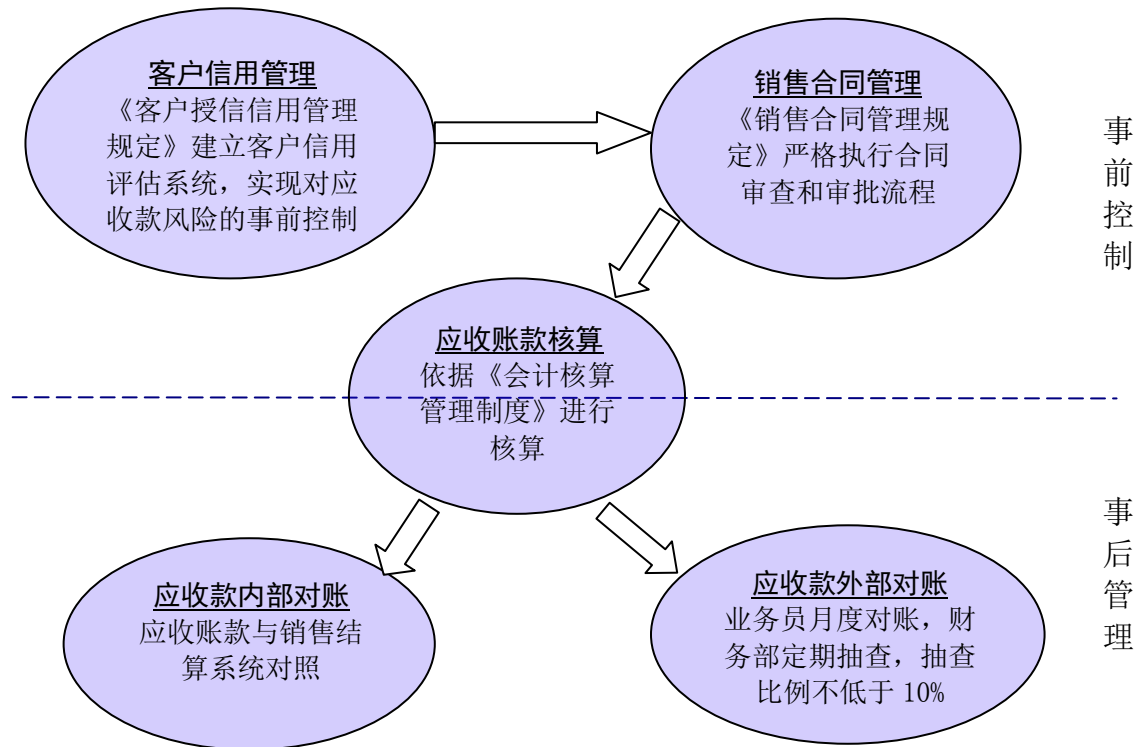 客户信用管理
《客户授信信用管理
规定》建立客户信用
评估系统，实现对应
收款风险的事前控制
销售合同管理
《销售合同管理规
定》严格执行合同
审查和审批流程
事
前
控
制
应收账款核算
依据《会计核算
管理制度》进行
核算
应收款内部对账
应收账款与销售结
算系统对照
应收款外部对账
业务员月度对账，财
务部定期抽查，抽查
比例不低于 10%
事
后
管
理